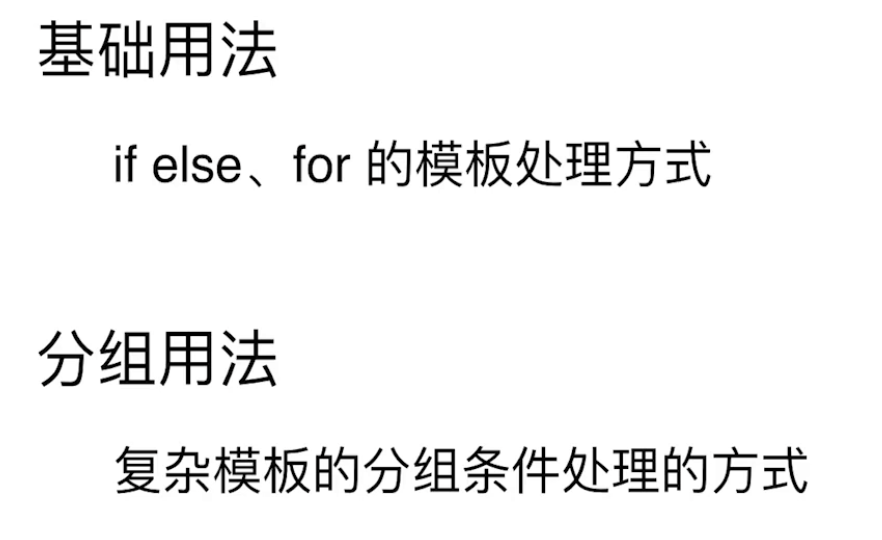 基础用法
if else、for 的模板处理方式
分组用法
复杂模板的分组条件处理的方式